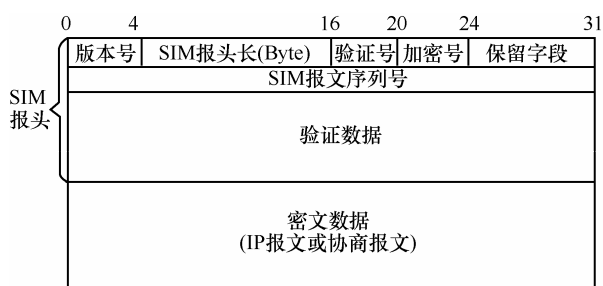 0 4 16 20 24 31
版本号 SIM报头长(Byte) 验证号 加密号 保留字段
SIM报文序列号
SIM
报头
验证数据
密文数据
(IP报文或协商报文)